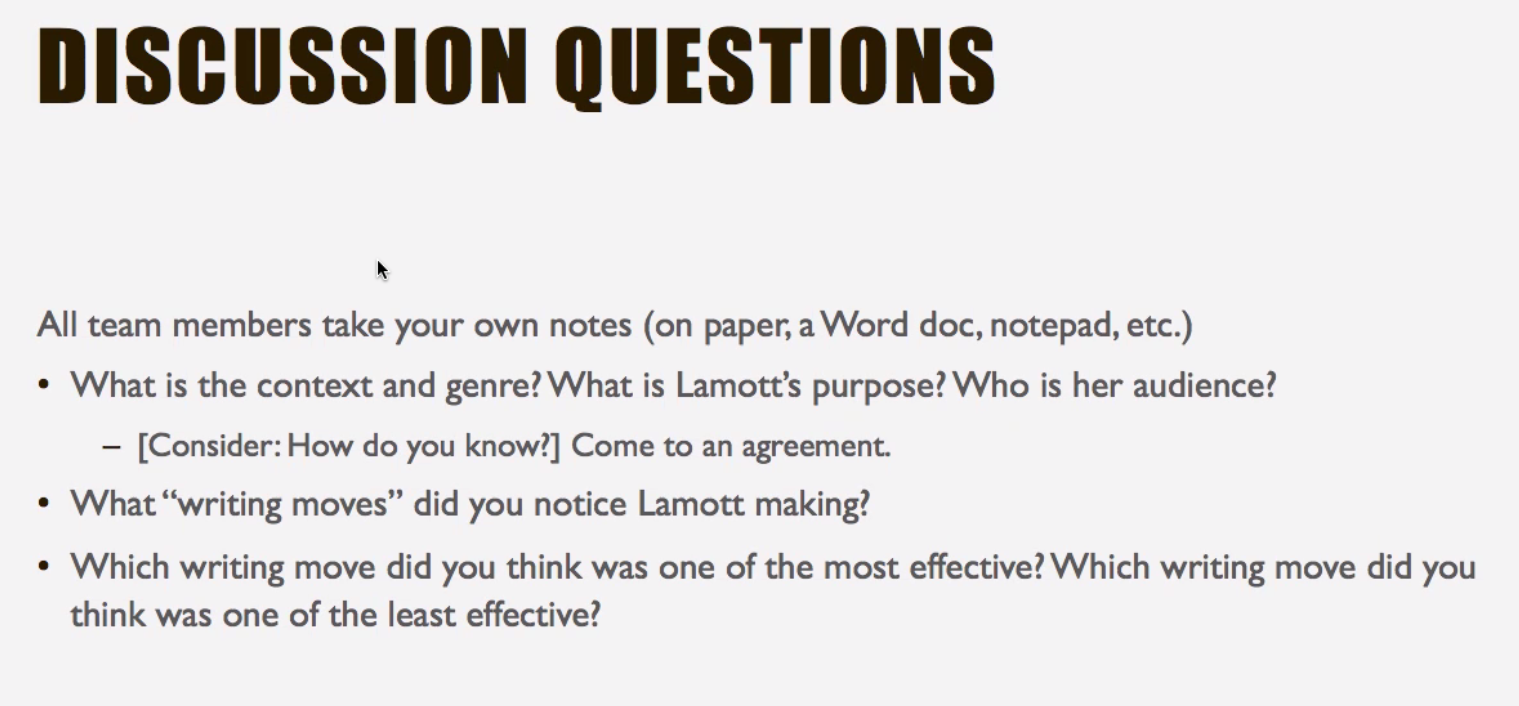 DISCUSSION QUESTIONS
All team members take your own notes (on paper, a Word doc, notepad, etc.)
• What is the context and genre? What is Lamott’s purpose? Who is her audience?
– [Consider: How do you know?] Come to an agreement.
• What “writing moves” did you notice Lamott making?
• Which writing move did you think was one of the most effective? Which writing move did you
think was one of the least effective?